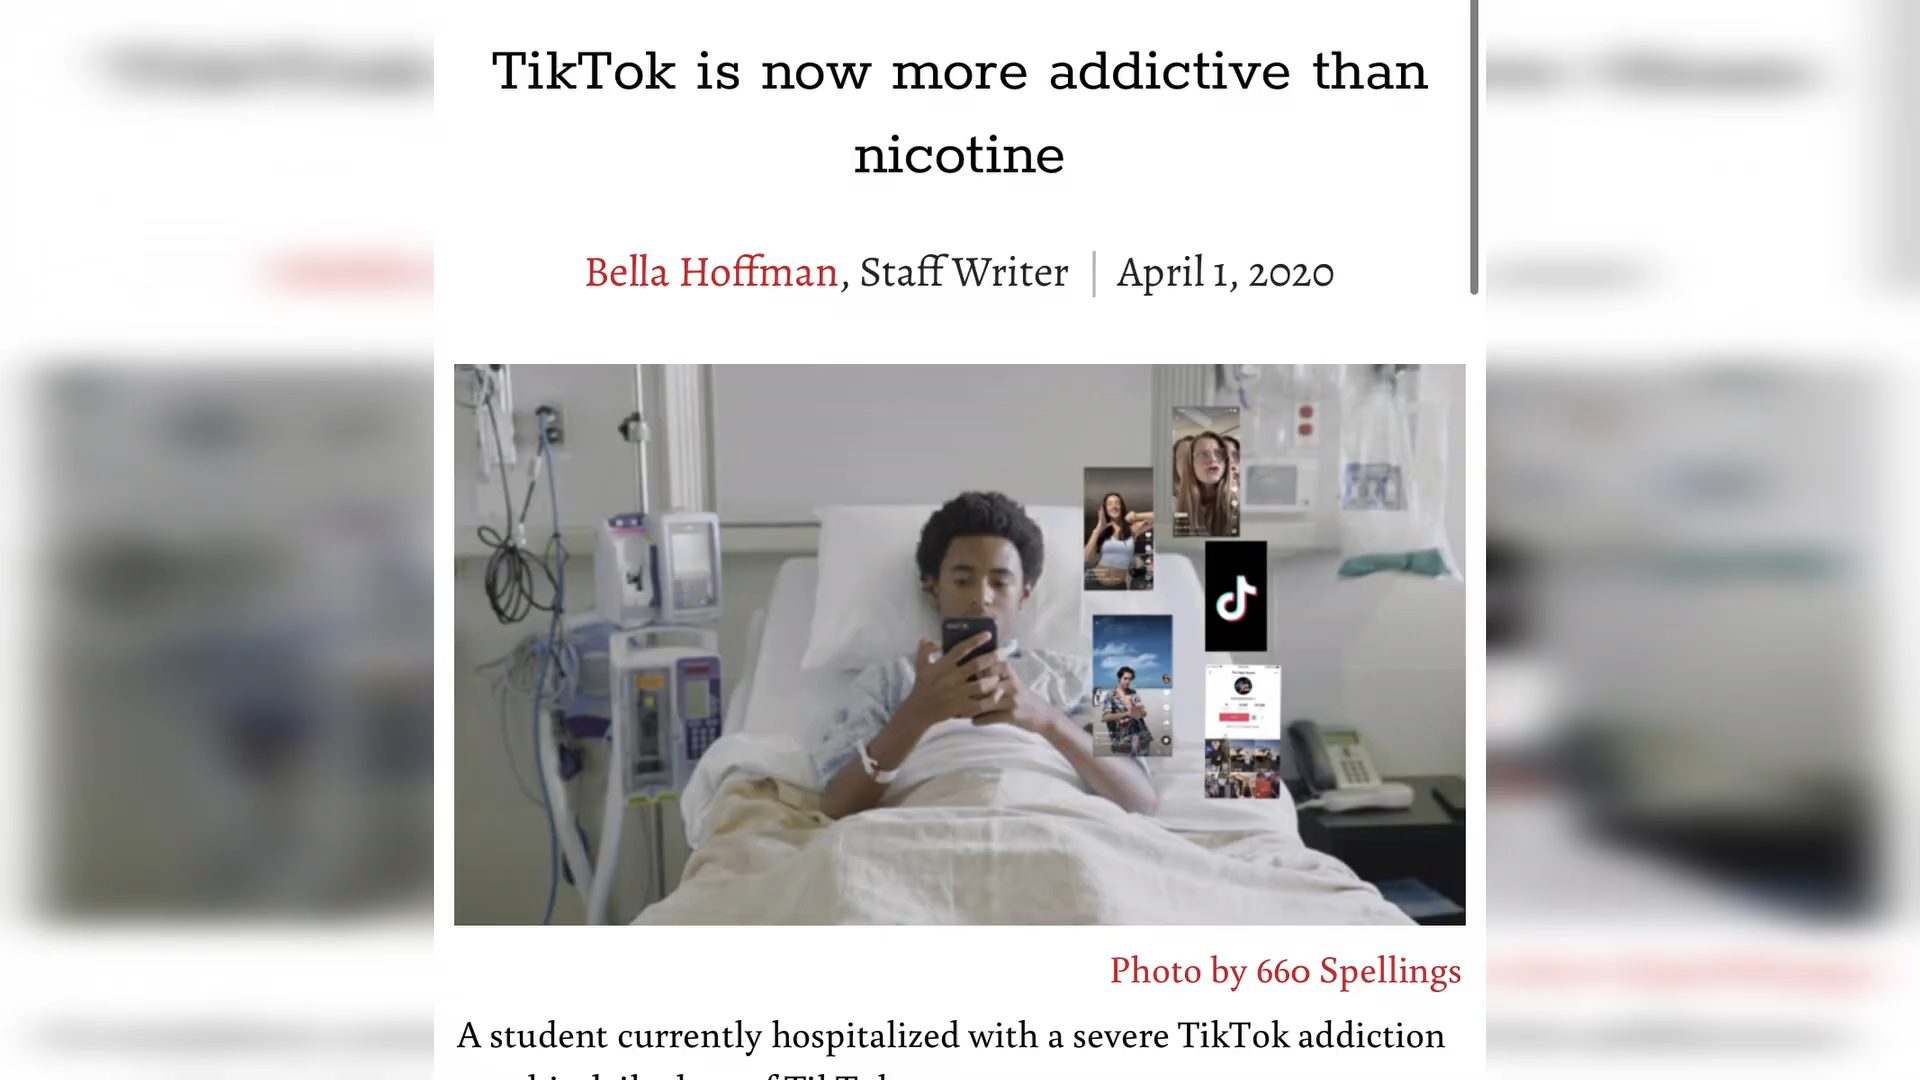 TikTok is now more addictive than
nicotine
Bella Hoffman, Staff Writer | April 1, 2020
Photo by 660 Spellings
A student currently hospitalized with a severe TikTok addiction